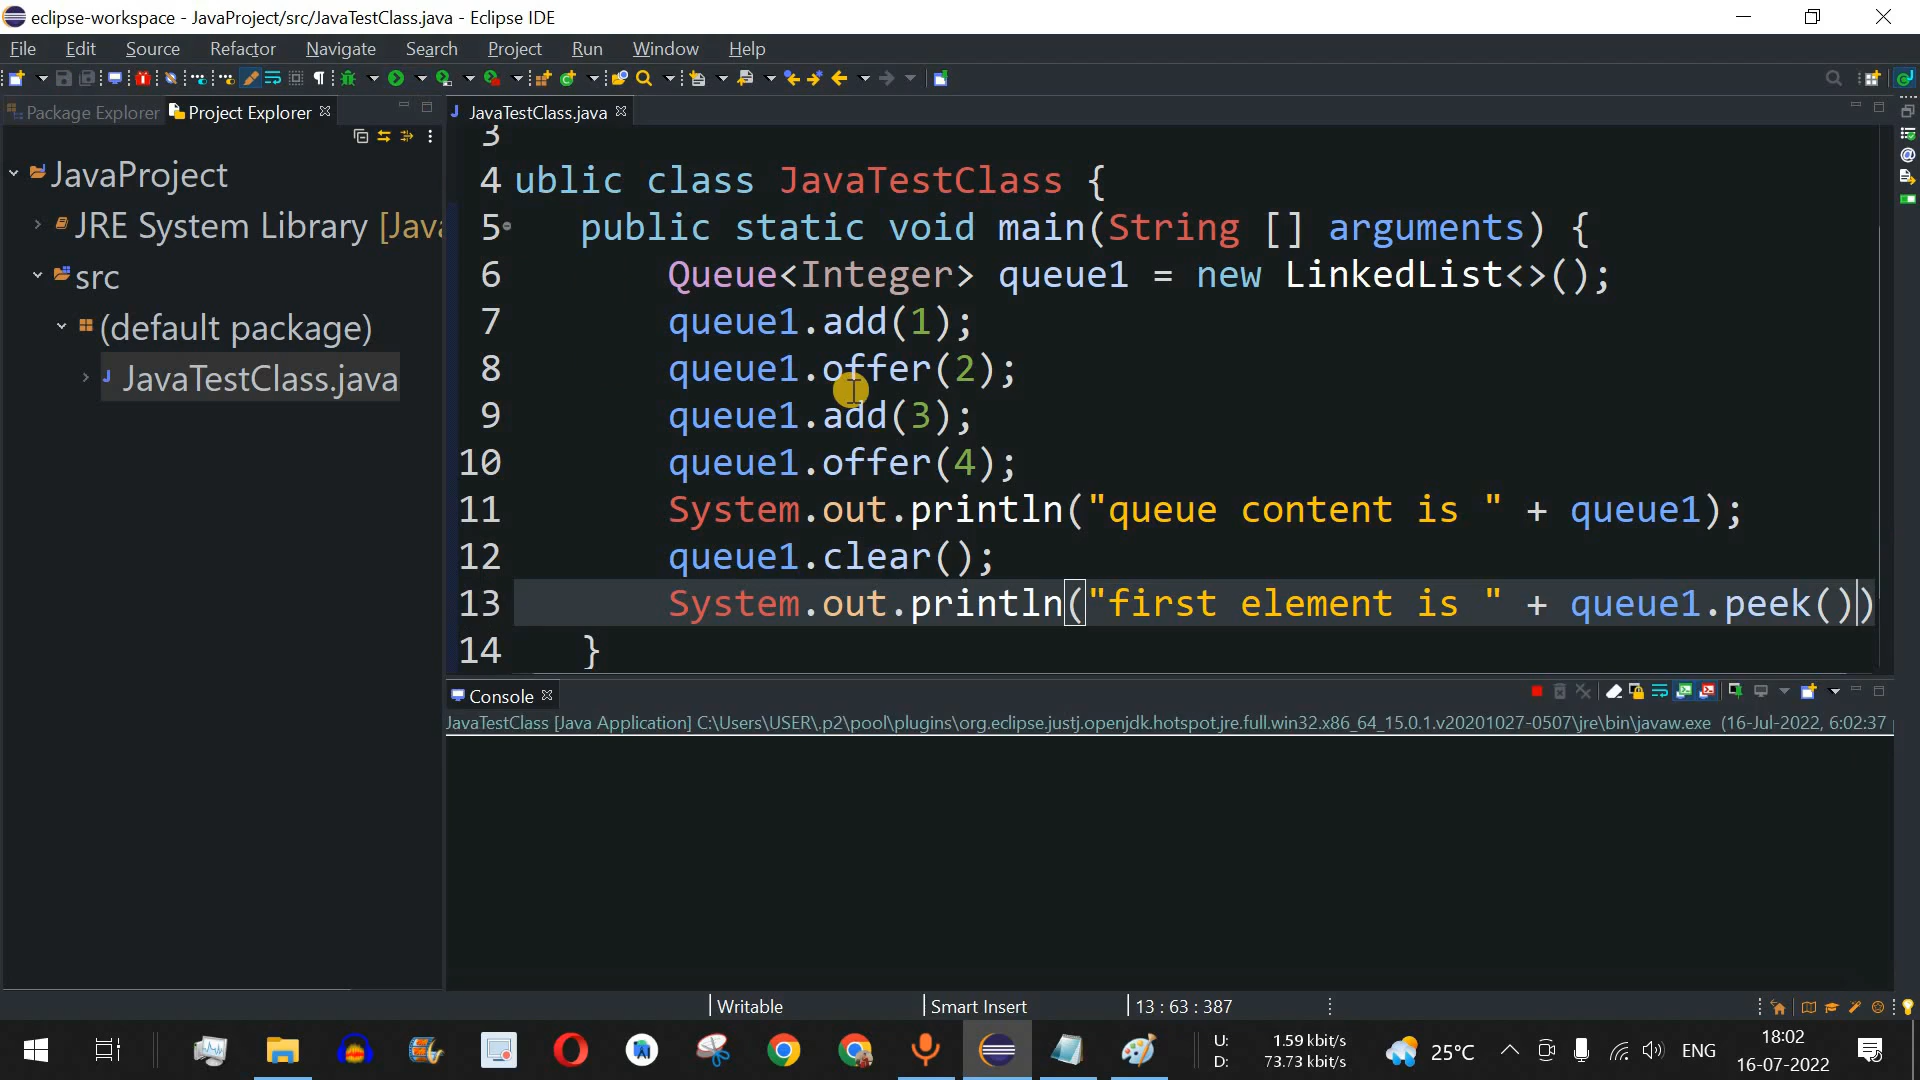 eclipse-workspace - JavaProject/src/JavaTestClass.java - Eclipse IDE
File Edit Source Refactor Navigate Search Project Run Window Help
Package Explorer Project Explorer JavaTestClass.java
JavaProject
JRE System Library [Java
src
(default package)
JavaTestClass.java
3
4 ublic class JavaTestClass {
5 public static void main(String [] arguments) {
6 Queue<Integer> queue1 = new LinkedList<>();
7 queue1.add(1);
8 queue1.offer(2);
9 queue1.add(3);
10 queue1.offer(4);
11 System.out.println("queue content is " + queue1);
12 queue1.clear();
13 System.out.println("first element is " + queue1.peek())
14 }
Console
JavaTestClass [Java Application] C:\Users\USER\.p2\pool\plugins\org.eclipse.justj.openjdk.hotspot.jre.full.win32.x86_64_15.0.1.v20201027-0507\jre\bin\javaw.exe (16-Jul-2022, 6:02:37
Writable Smart Insert 13 : 63 : 387
U: 1.59 kbit/s
D: 73.73 kbit/s
25°C
ENG
18:02
16-07-2022